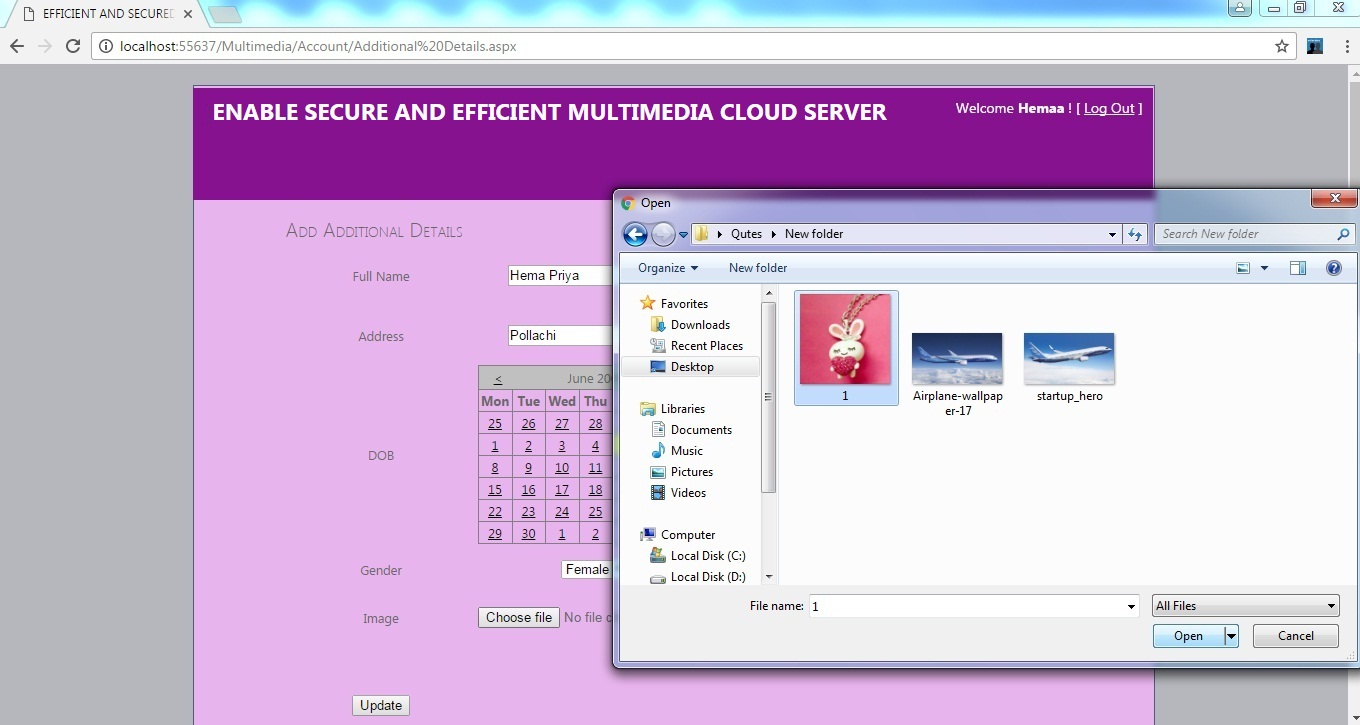 EFFICIENT AND SECURED
localhost:55637/Multimedia/Account/Additional%20Details.aspx
ENABLE SECURE AND EFFICIENT MULTIMEDIA CLOUD SERVER
Welcome Hemaa ! [ Log Out ]
Add Additional Details
Full Name
Hema Priya
Address
Pollachi
<
June 20
Mon Tue Wed Thu
25 26 27 28
1 2 3 4
8 9 10 11
15 16 17 18
22 23 24 25
29 30 1 2
DOB
Gender
Female
Image
Choose file
No file
Update
Open
Qutes
New folder
Search New folder
Organize
New folder
Favorites
Downloads
Recent Places
Desktop
Libraries
Documents
Music
Pictures
Videos
Computer
Local Disk (C:)
Local Disk (D:)
1
Airplane-wallpap
er-17
startup_hero
File name:
1
All Files
Open
Cancel